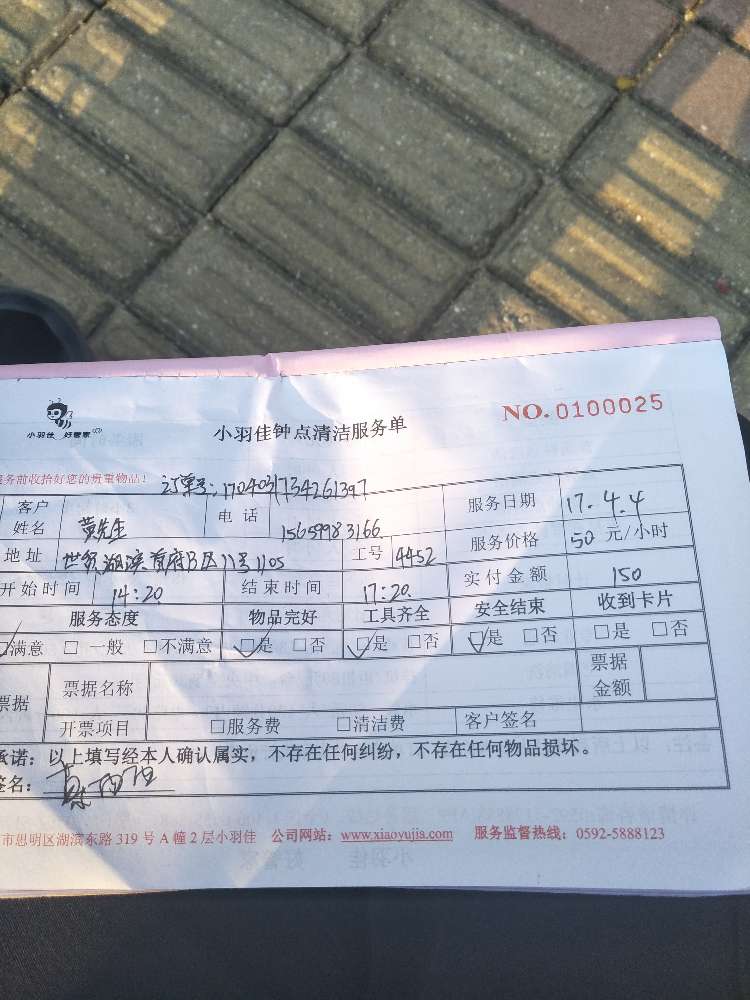 小羽佳 好管家
小羽佳钟点清洁服务单
NO. 0100025
服务前收拾好您的贵重物品!
订单号: 1704031734261397
客户姓名 黄先生 电话 15659983166 服务日期 17.4.4
地址 世纪湖滨首府B区11号1105 工号 4452 服务价格 50 元/小时
开始时间 14:20 结束时间 17:20 实付金额 150
服务态度 物品完好 工具齐全 安全结束 收到卡片
☑满意 □一般 □不满意 ☑是 □否 ☑是 □否 ☑是 □否 □是 □否
票据 票据名称 票据金额
开票项目 □服务费 □清洁费 客户签名
承诺: 以上填写经本人确认属实,不存在任何纠纷,不存在任何物品损坏。
签名:
市思明区湖滨东路 319 号 A 幢 2 层小羽佳 公司网站: www.xiaoyujia.com 服务监督热线: 0592-5888123